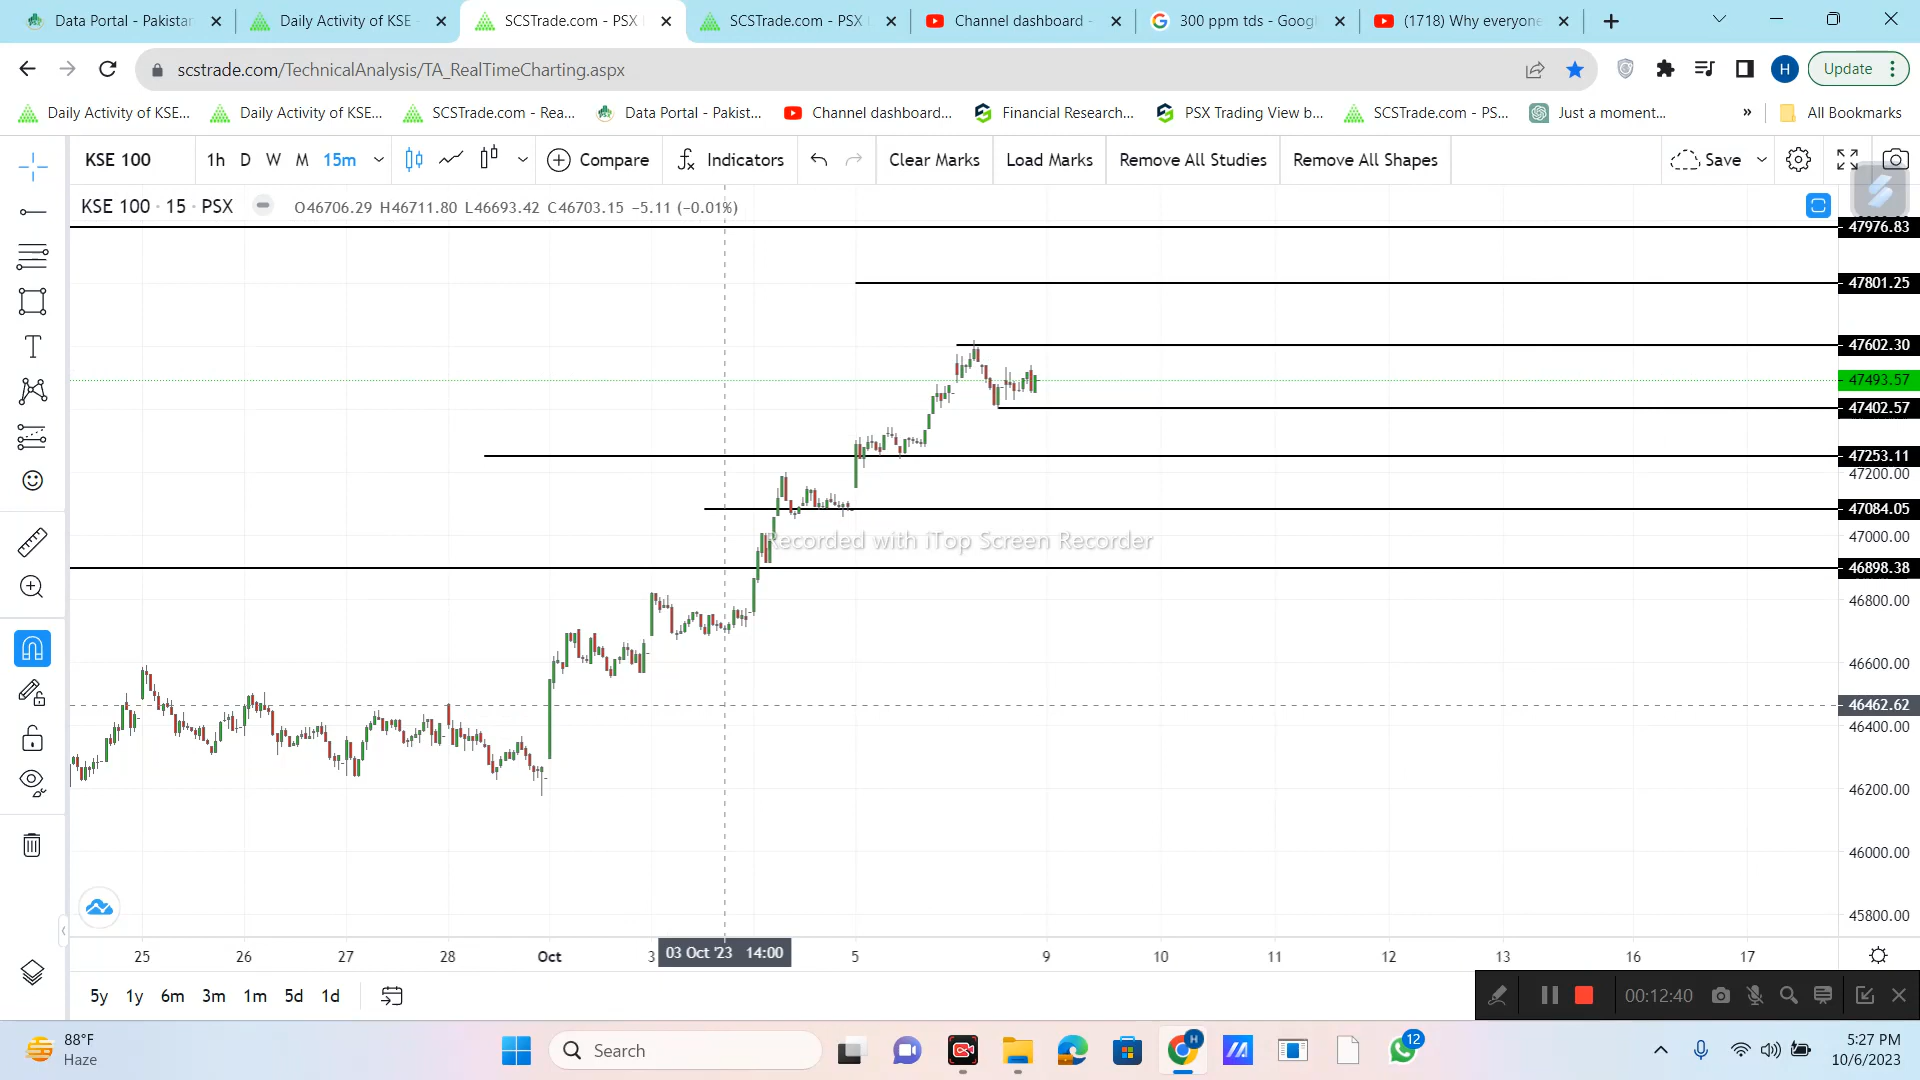 Data Portal - Pakistan
Daily Activity of KSE -
SCSTrade.com - PSX
SCSTrade.com - PSX
Channel dashboard -
300 ppm tds - Goog
(1718) Why everyone
scstrade.com/TechnicalAnalysis/TA_RealTimeCharting.aspx
H
Update
Daily Activity of KSE...
Daily Activity of KSE...
SCSTrade.com - Rea...
Data Portal - Pakist...
Channel dashboard...
Financial Research...
PSX Trading View b...
SCSTrade.com - PS...
Just a moment...
»
All Bookmarks
KSE 100
1h D W M 15m
Compare
Indicators
Clear Marks
Load Marks
Remove All Studies
Remove All Shapes
Save
KSE 100 · 15 · PSX
O46706.29 H46711.80 L46693.42 C46703.15 −5.11 (−0.01%)
47976.83
47801.25
47602.30
47493.57
47402.57
47253.11
47200.00
47084.05
47000.00
46898.38
46800.00
46600.00
46462.62
46400.00
46200.00
46000.00
45800.00
Recorded with iTop Screen Recorder
25 26 27 28 Oct 3 03 Oct '23 14:00 5 9 10 11 12 13 16 17
5y 1y 6m 3m 1m 5d 1d
00:12:40
88°F
Haze
Search
H
12
5:27 PM
10/6/2023